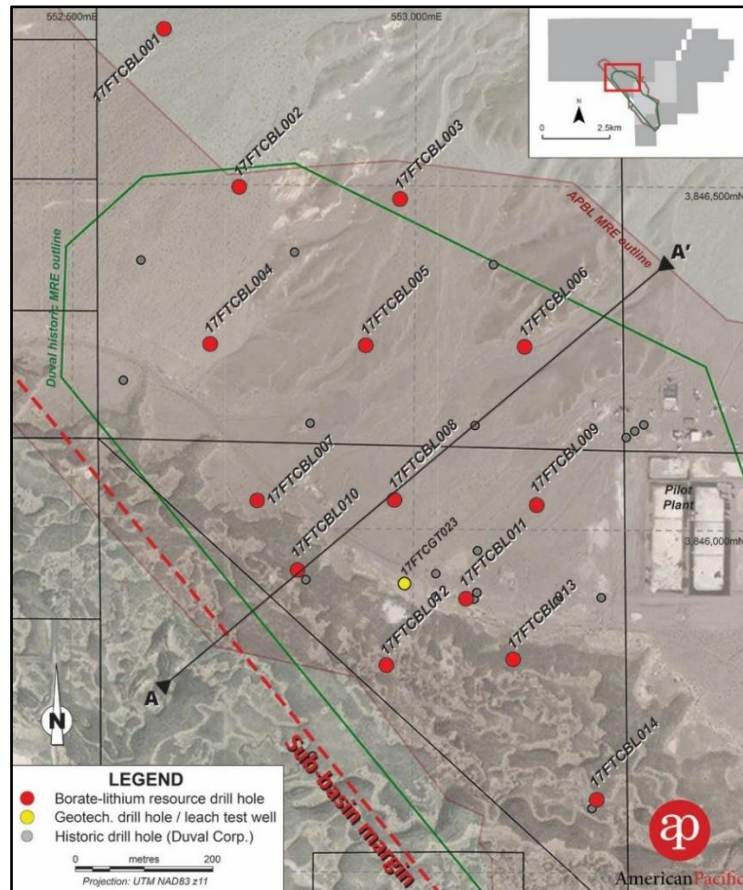 552,500mE
553,000mE
17FTCBL001
N
0
2.5km
17FTCBL002
17FTCBL003
3,846,500mN
APBL MRE outline
A'
Duval historic MRE outline
17FTCBL004
17FTCBL005
17FTCBL006
17FTCBL007
17FTCBL008
17FTCBL009
17FTCBL010
Pilot
Plant
17FTCBL011
3,846,000mN
17FTCGT023
17FTCBL012
17FTCBL013
A
N
Sub-basin margin
17FTCBL014
LEGEND
Borate-lithium resource drill hole
Geotech. drill hole / leach test well
Historic drill hole (Duval Corp.)
metres
0
200
Projection: UTM NAD83 z11
ap
AmericanPacific